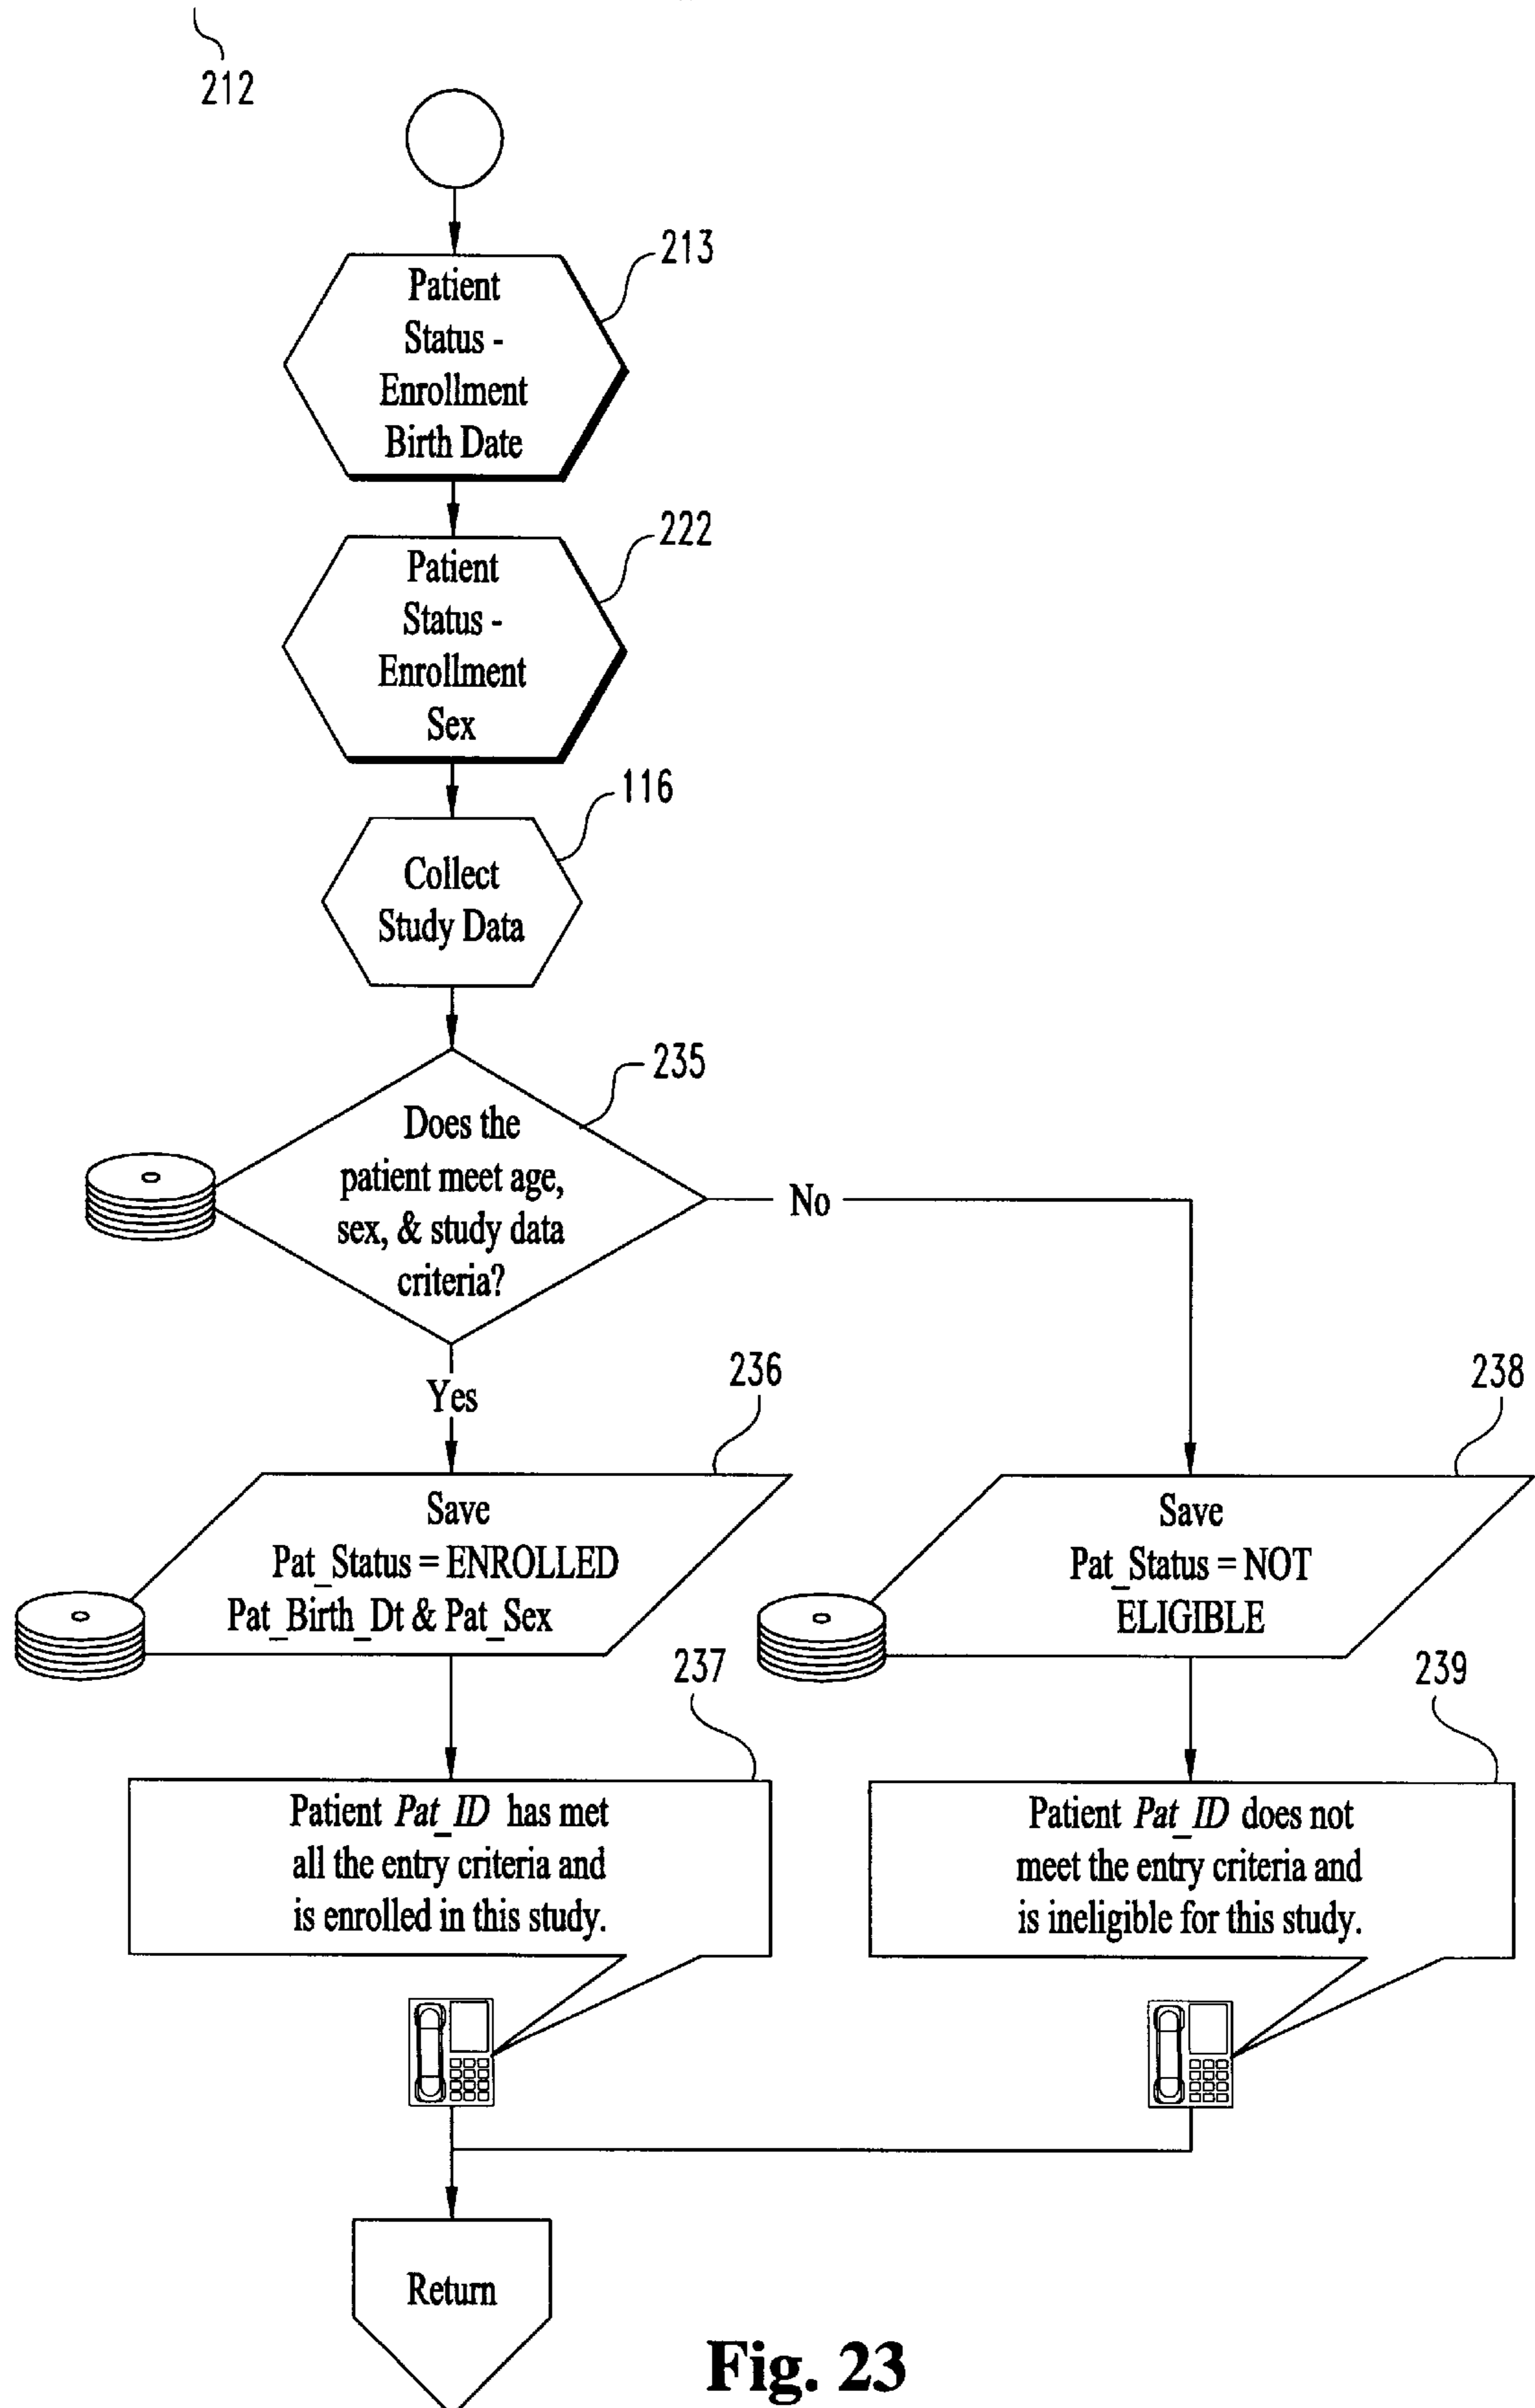 212
213
Patient
Status -
Enrollment
Birth Date
222
Patient
Status -
Enrollment
Sex
116
Collect
Study Data
235
Does the
patient meet age,
sex, & study data
criteria?
No
Yes
236
Save
Pat_Status = ENROLLED
Pat_Birth_Dt & Pat_Sex
238
Save
Pat_Status = NOT
ELIGIBLE
237
Patient Pat_ID has met
all the entry criteria and
is enrolled in this study.
239
Patient Pat_ID does not
meet the entry criteria and
is ineligible for this study.
Return
Fig. 23